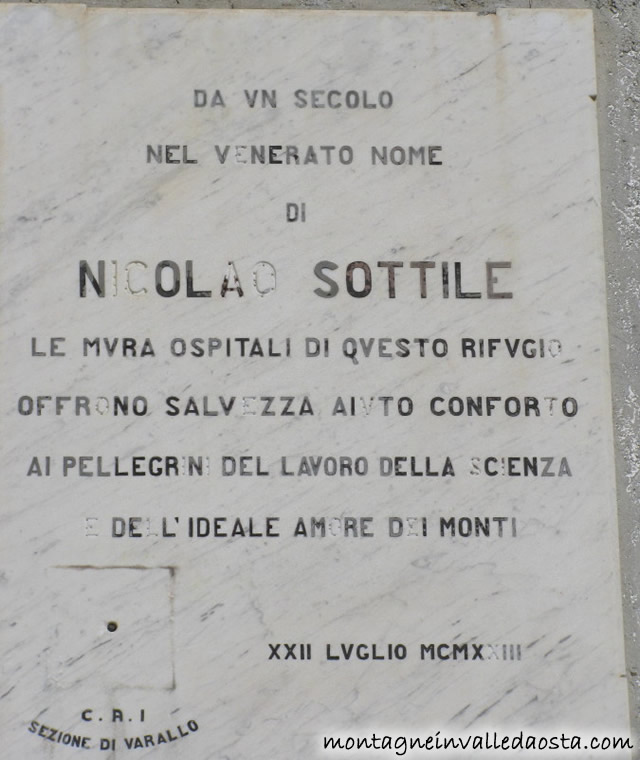 DA VN SECOLO
NEL VENERATO NOME
DI
NICOLAO SOTTILE
LE MVRA OSPITALI DI QVESTO RIFVGIO
OFFRONO SALVEZZA AIVTO CONFORTO
AI PELLEGRINI DEL LAVORO DELLA SCIENZA
E DELL'IDEALE AMORE DEI MONTI
XXII LVGLIO MCMXXIII
C. A. I
SEZIONE DI VARALLO
montagneinvalledaosta.com